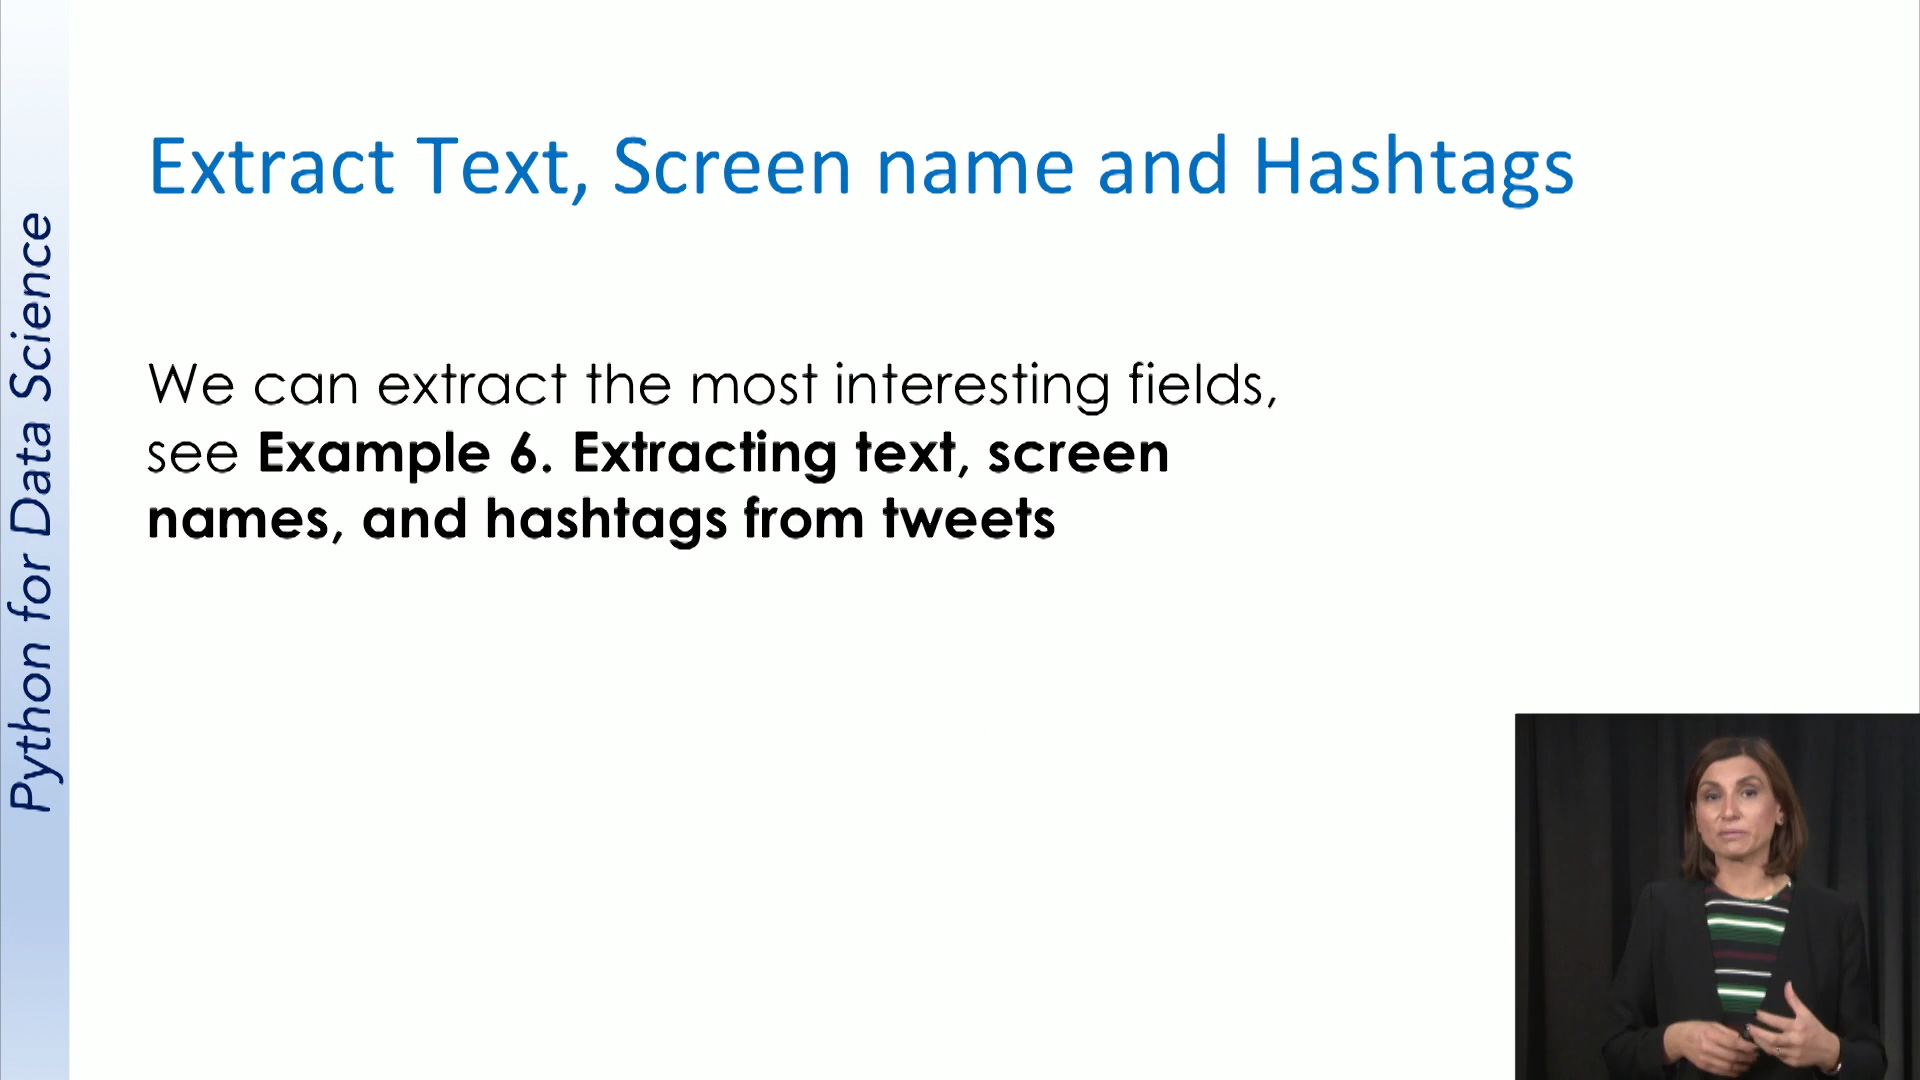 Extract Text, Screen name and Hashtags
We can extract the most interesting fields,
see Example 6. Extracting text, screen
names, and hashtags from tweets
Python for Data Science